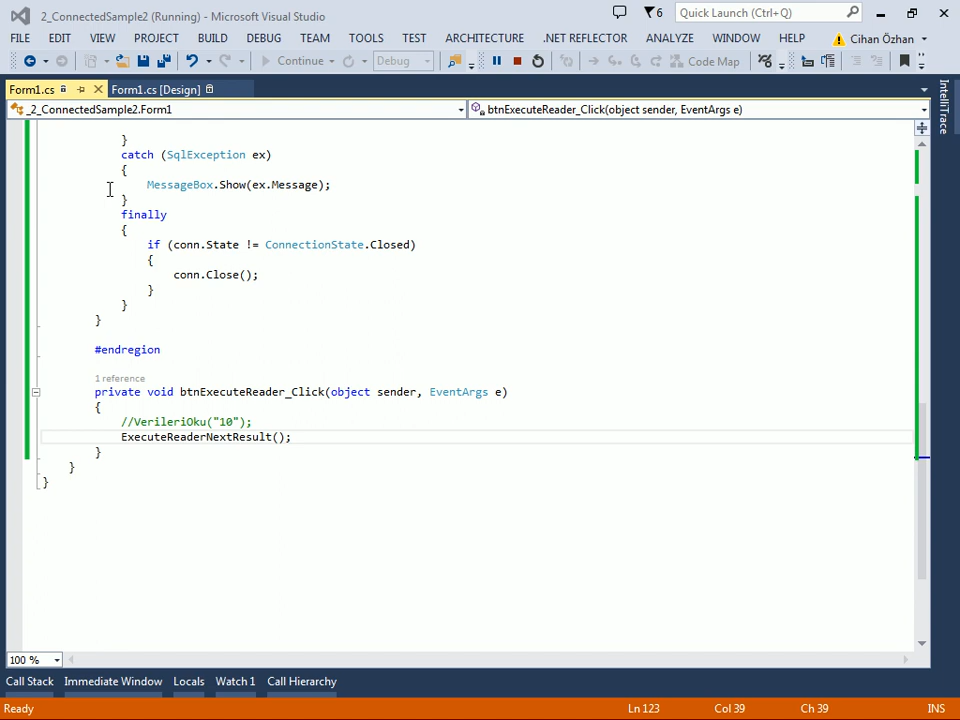 2_ConnectedSample2 (Running) - Microsoft Visual Studio
6
Quick Launch (Ctrl+Q)
FILE EDIT VIEW PROJECT BUILD DEBUG TEAM TOOLS TEST ARCHITECTURE .NET REFLECTOR ANALYZE WINDOW HELP Cihan Özhan
Continue Debug Code Map
Form1.cs Form1.cs [Design]
_2_ConnectedSample2.Form1 btnExecuteReader_Click(object sender, EventArgs e)
IntelliTrace
}
catch (SqlException ex)
{
MessageBox.Show(ex.Message);
}
finally
{
if (conn.State != ConnectionState.Closed)
{
conn.Close();
}
}
}
#endregion
1 reference
private void btnExecuteReader_Click(object sender, EventArgs e)
{
//VerileriOku("10");
ExecuteReaderNextResult();
}
}
}
100 %
Call Stack Immediate Window Locals Watch 1 Call Hierarchy
Ready Ln 123 Col 39 Ch 39 INS